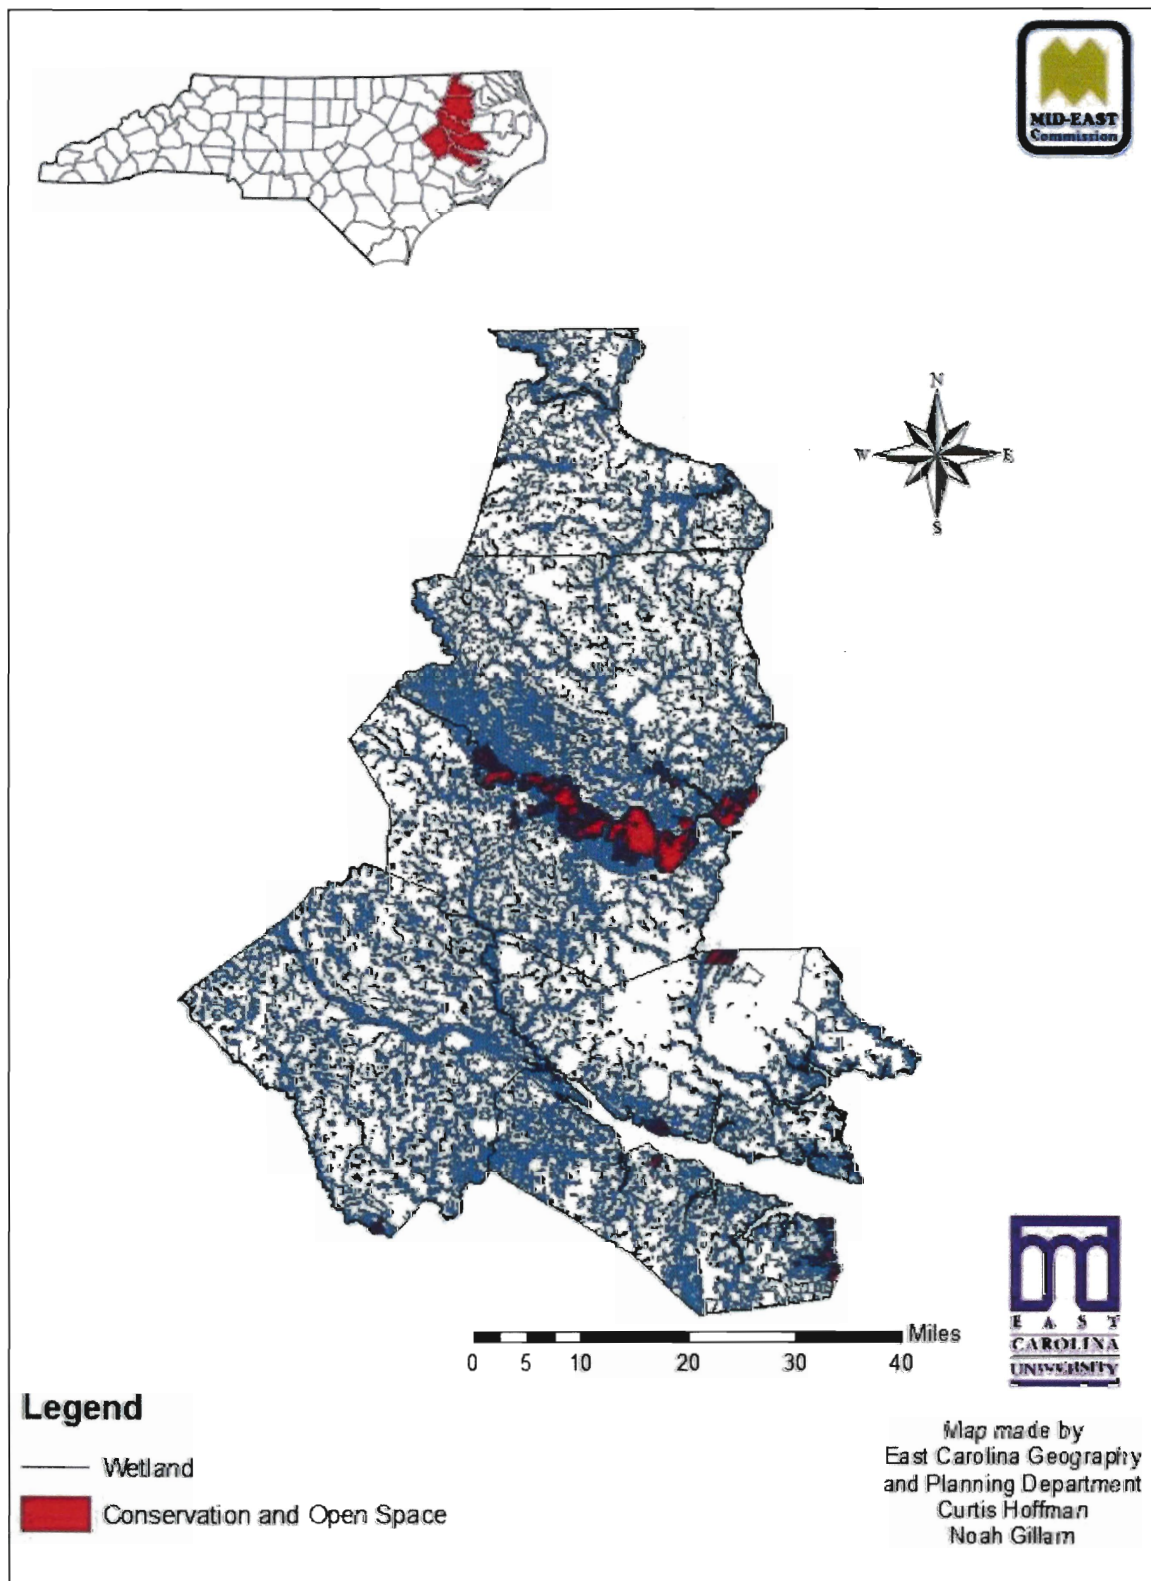 MID-EAST
Commission
N
W
E
S
Miles
0 5 10 20 30 40
EAST
CAROLINA
UNIVERSITY
Legend
Wetland
Conservation and Open Space
Map made by
East Carolina Geography
and Planning Department
Curtis Hoffman
Noah Gillam